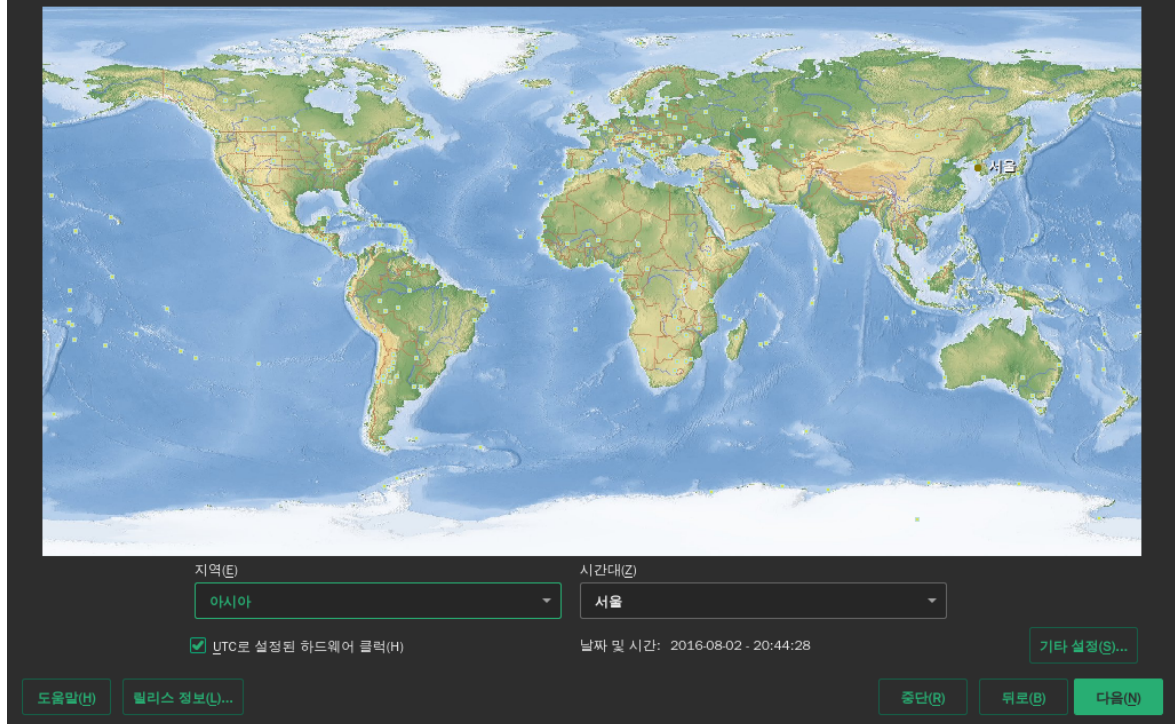 서울
지역(E)
시간대(Z)
아시아
서울
UTC로 설정된 하드웨어 클럭(H)
날짜 및 시간: 2016-08-02 - 20:44:28
기타 설정(S)...
도움말(H)
릴리스 정보(L)...
중단(R)
뒤로(B)
다음(N)